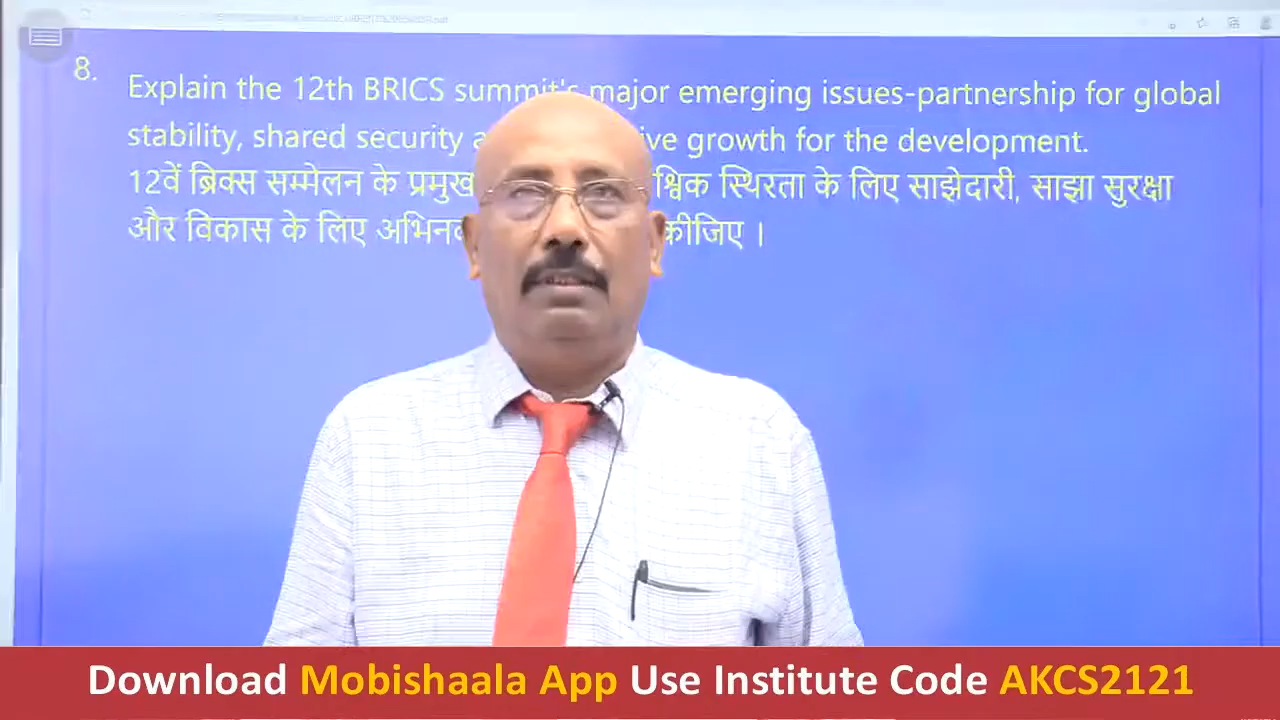 8.
Explain the 12th BRICS summit's major emerging issues-partnership for global
stability, shared security ive growth for the development.
12वें ब्रिक्स सम्मेलन के प्रमुख श्विक स्थिरता के लिए साझेदारी, साझा सुरक्षा
और विकास के लिए अभिनव कीजिए ।
Download Mobishaala App Use Institute Code AKCS2121